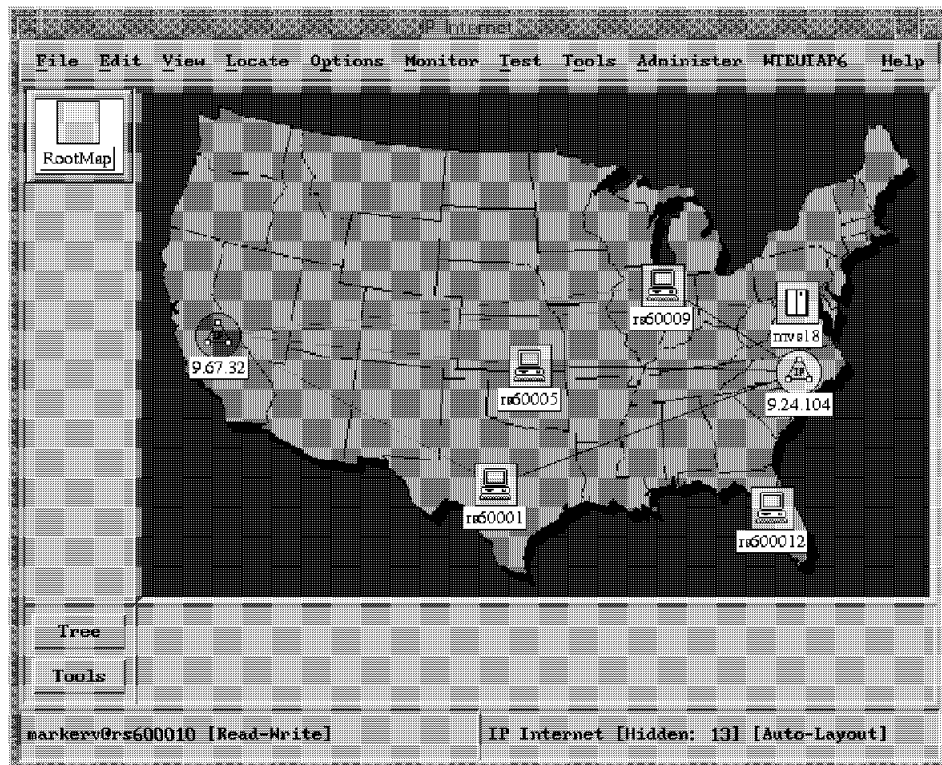 IP Internet
File Edit View Locate Options Monitor Test Tools Administer WTEUIAP6 Help
RootMap
rs60009
mvs18
9.67.32
IP
rs60005
9.24.104
rs60001
rs600012
Tree
Tools
markerv@rs600010 [Read-Write]
IP Internet [Hidden: 13] [Auto-Layout]